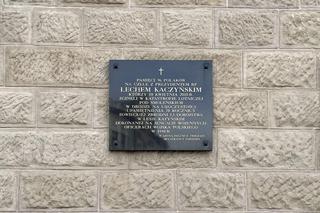 PAMIĘCI 96 POLAKÓW
NA CZELE Z PREZYDENTEM RP
LECHEM KACZYŃSKIM
KTÓRZY 10 KWIETNIA 2010 R.
ZGINĘLI W KATASTROFIE LOTNICZEJ
POD SMOLEŃSKIEM
W DRODZE NA UROCZYSTOŚCI
UPAMIĘTNIENIA 70 ROCZNICY
SOWIECKIEJ ZBRODNI LUDOBÓJSTWA
W LESIE KATYŃSKIM
DOKONANEJ NA JEŃCACH WOJENNYCH
OFICERACH WOJSKA POLSKIEGO
W 1940 R.